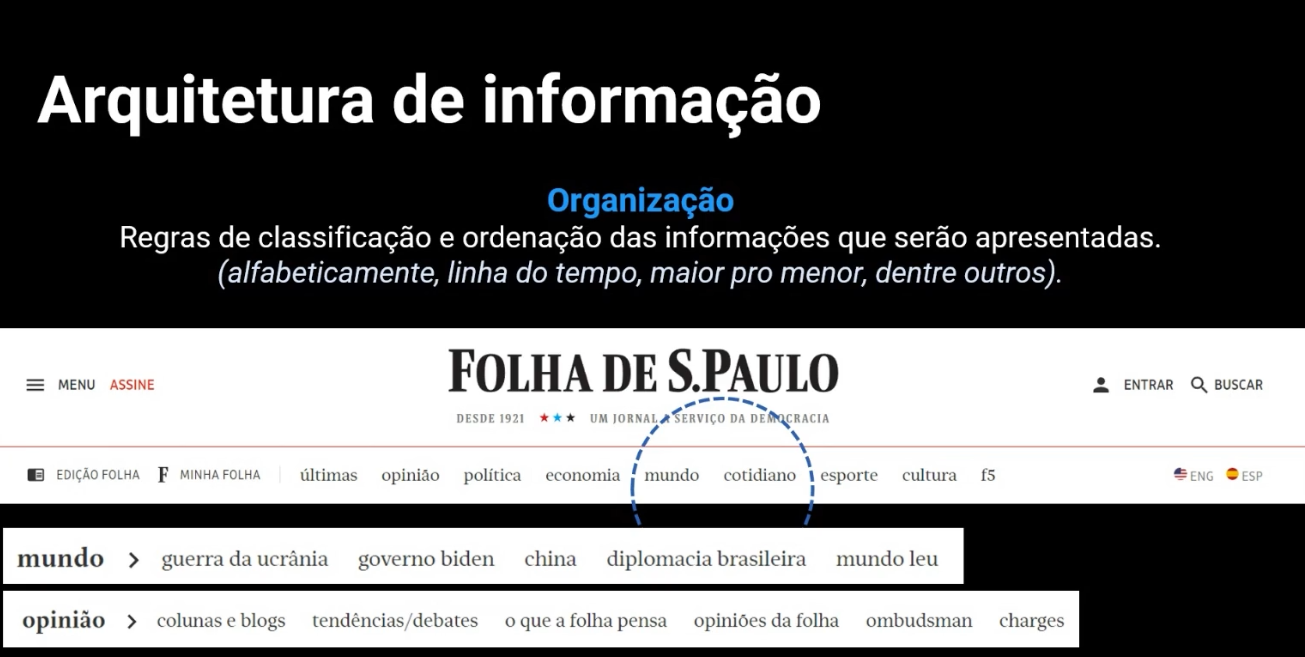 Arquitetura de informação
Organização
Regras de classificação e ordenação das informações que serão apresentadas.
(alfabeticamente, linha do tempo, maior pro menor, dentre outros).
MENU ASSINE
FOLHA DE S.PAULO
ENTRAR BUSCAR
DESDE 1921 ★★★ UM JORNAL A SERVIÇO DA DEMOCRACIA
EDIÇÃO FOLHA F MINHA FOLHA últimas opinião política economia mundo cotidiano esporte cultura f5 ENG ESP
mundo > guerra da ucrânia governo biden china diplomacia brasileira mundo leu
opinião > colunas e blogs tendências/debates o que a folha pensa opiniões da folha ombudsman charges